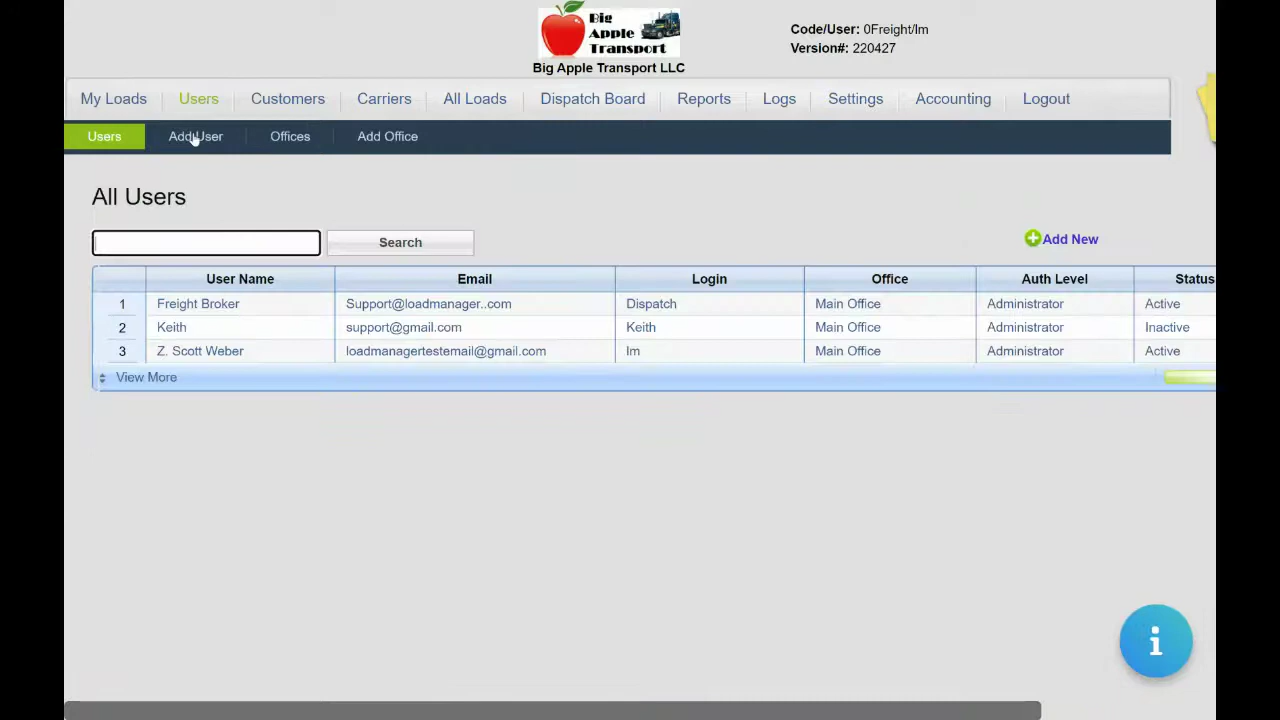 Big
Apple
Transport
Big Apple Transport LLC
Code/User: 0Freight/lm
Version#: 220427
My Loads Users Customers Carriers All Loads Dispatch Board Reports Logs Settings Accounting Logout
Users Add User Offices Add Office
All Users
Search Add New
User Name Email Login Office Auth Level Status
1 Freight Broker Support@loadmanager..com Dispatch Main Office Administrator Active
2 Keith support@gmail.com Keith Main Office Administrator Inactive
3 Z. Scott Weber loadmanagertestemail@gmail.com lm Main Office Administrator Active
View More
i